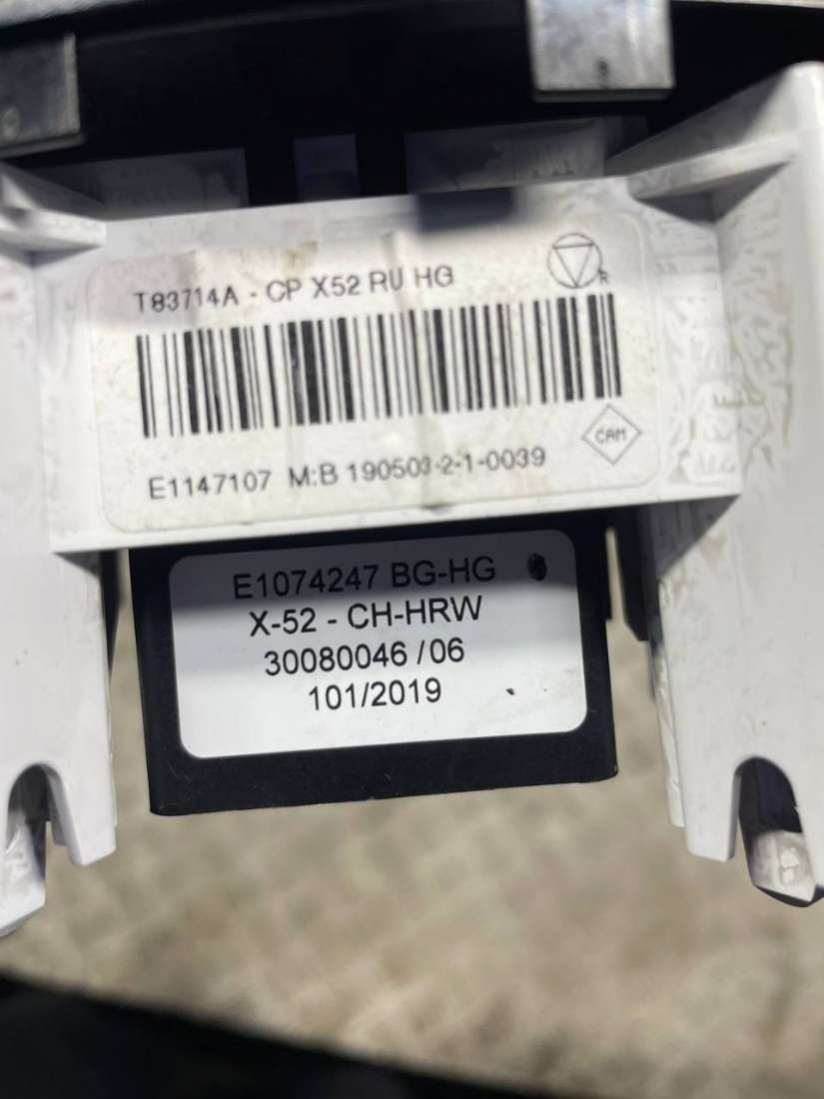 T83714A - CP X52 RU HG
R
E1147107 M:B 190503-2-1-0039
CAM
E1074247 BG-HG
X-52 - CH-HRW
30080046 /06
101/2019